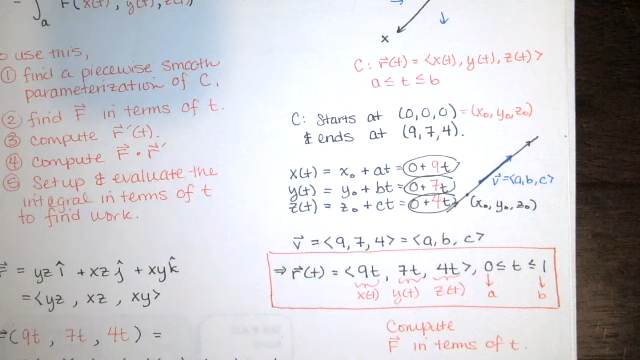 = ∫ₐ F(x(t), y(t), z(t))
to use this,
① find a piecewise smooth
parameterization of C.
② find F⃗ in terms of t.
③ compute r⃗'(t).
④ compute F⃗ • r⃗'
⑤ Set up & evaluate the
integral in terms of t
to find work.
F⃗ = yz î + xz ĵ + xy k̂
= <yz, xz, xy>
F⃗(9t, 7t, 4t) =
x
C: r⃗(t) = <x(t), y(t), z(t)>
a ≤ t ≤ b
C: Starts at (0,0,0) = (x₀, y₀, z₀)
& ends at (9,7,4).
x(t) = x₀ + at = 0 + 9t
y(t) = y₀ + bt = 0 + 7t
z(t) = z₀ + ct = 0 + 4t
v⃗ = <a, b, c>
(x₀, y₀, z₀)
v⃗ = <9, 7, 4> = <a, b, c>
⇒ r⃗(t) = <9t, 7t, 4t>, 0 ≤ t ≤ 1
x(t) y(t) z(t) a b
Compute
F⃗ in terms of t.